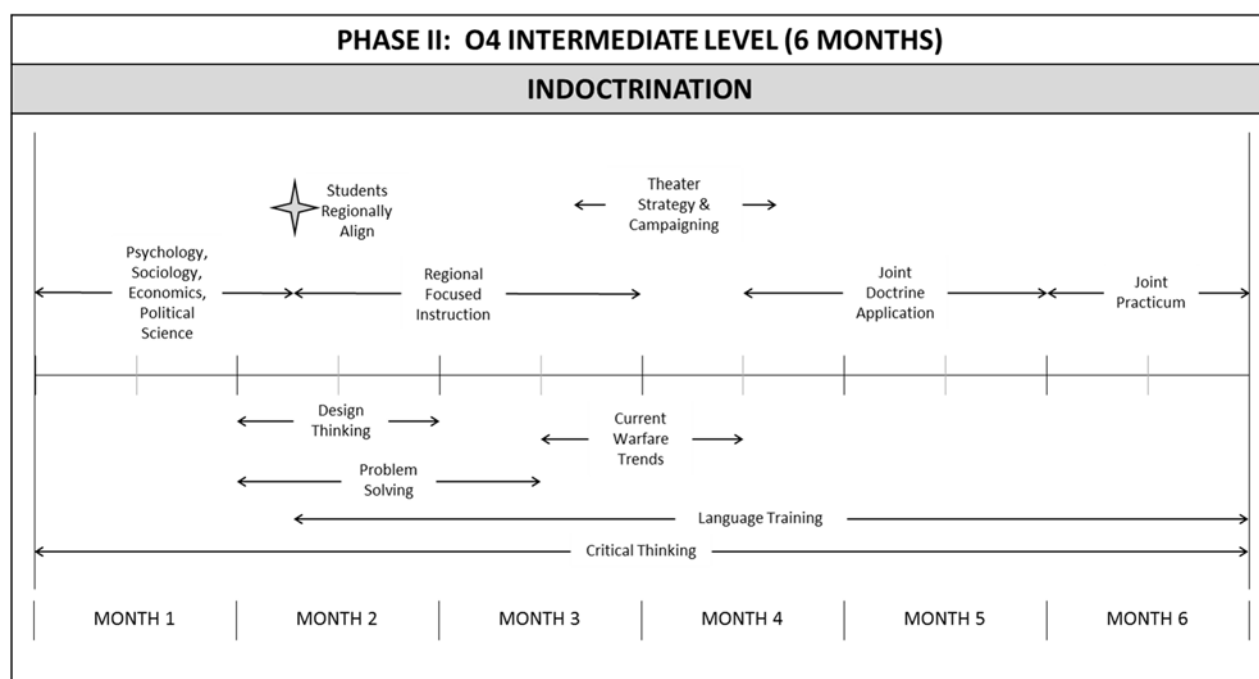 PHASE II: O4 INTERMEDIATE LEVEL (6 MONTHS)
INDOCTRINATION
Students
Regionally
Align
Theater
Strategy &
Campaigning
Psychology,
Sociology,
Economics,
Political
Science
Regional
Focused
Instruction
Joint
Doctrine
Application
Joint
Practicum
Design
Thinking
Current
Warfare
Trends
Problem
Solving
Language Training
Critical Thinking
MONTH 1
MONTH 2
MONTH 3
MONTH 4
MONTH 5
MONTH 6